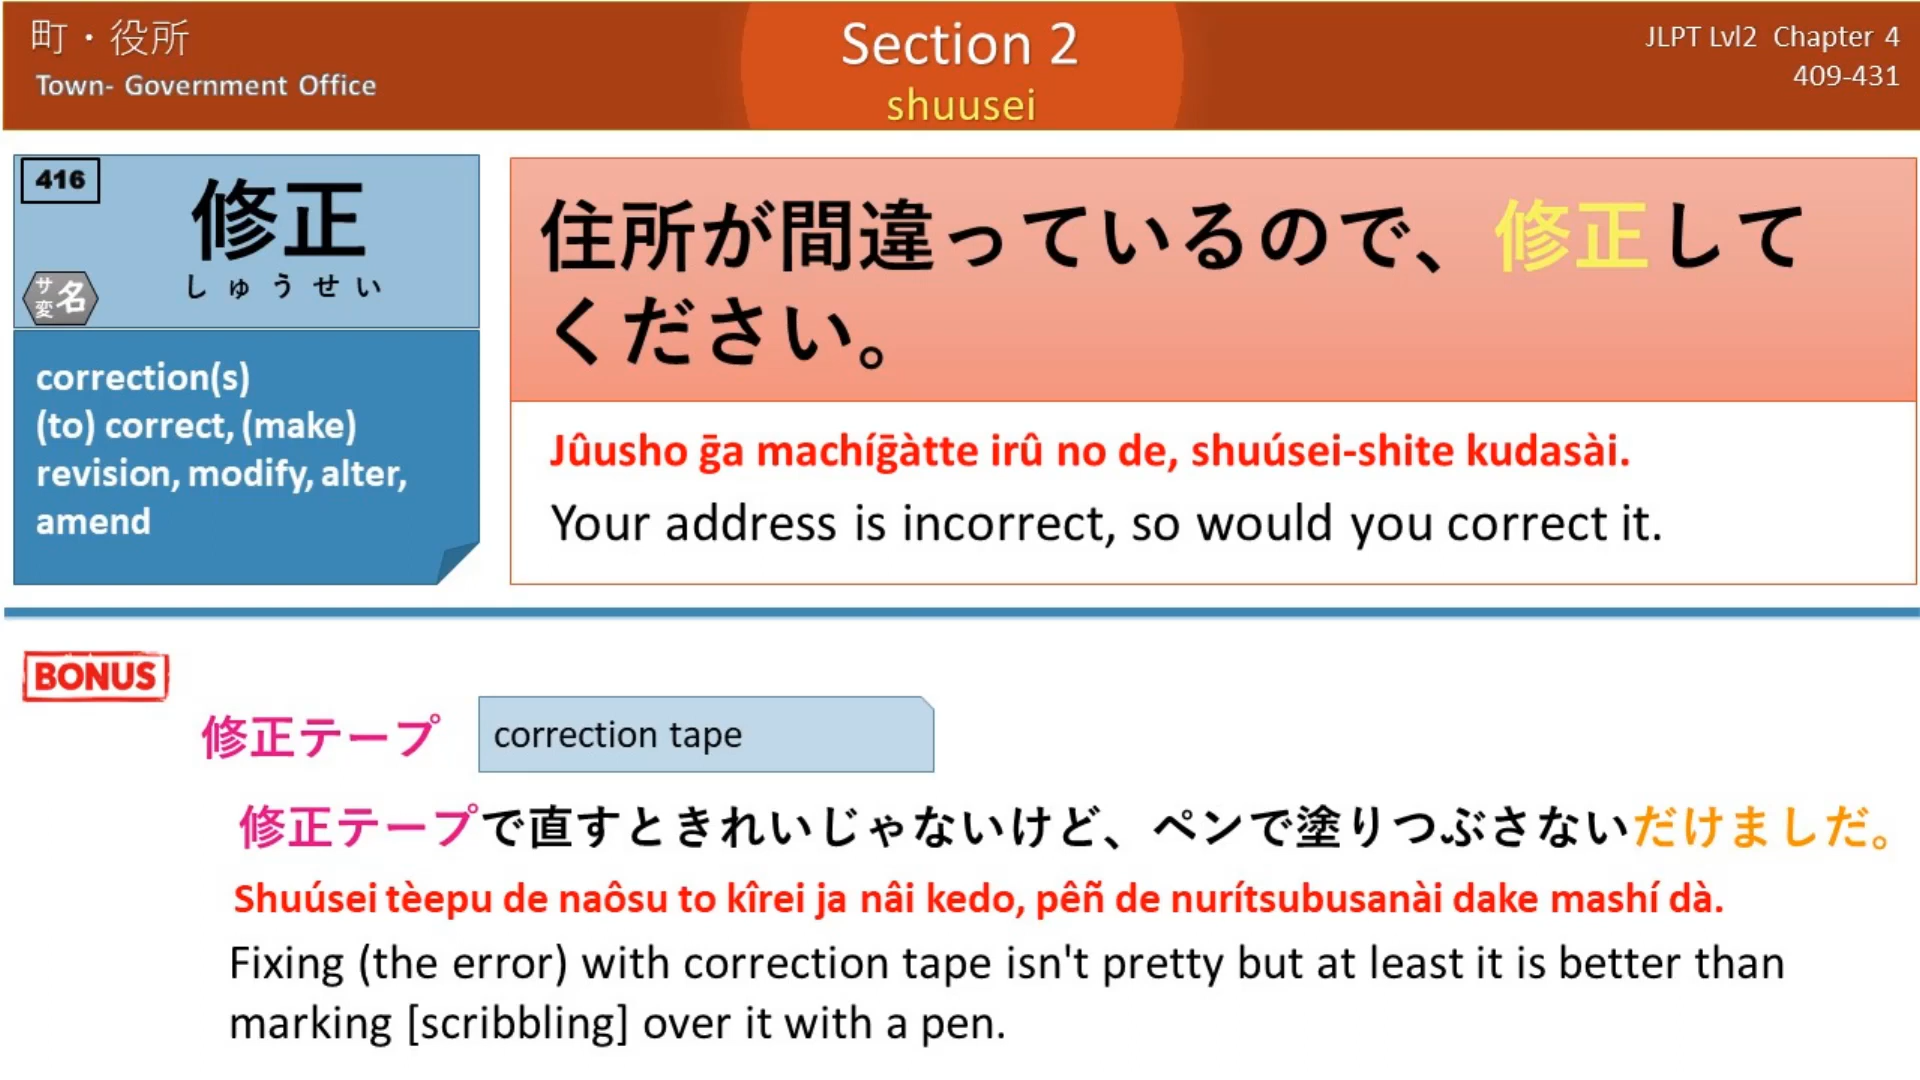 町・役所
Town- Government Office
Section 2
shuusei
JLPT Lvl2  Chapter 4
409-431
416
修正
しゅうせい
サ変 名
correction(s)
(to) correct, (make)
revision, modify, alter,
amend
住所が間違っているので、修正して
ください。
Jûusho ḡa machíḡàtte irû no de, shuúsei-shite kudasài.
Your address is incorrect, so would you correct it.
BONUS
修正テープ
correction tape
修正テープで直すときれいじゃないけど、ペンで塗りつぶさないだけましだ。
Shuúsei tèepu de naôsu to kîrei ja nâi kedo, pêñ de nurítsubusanài dake mashí dà.
Fixing (the error) with correction tape isn't pretty but at least it is better than
marking [scribbling] over it with a pen.